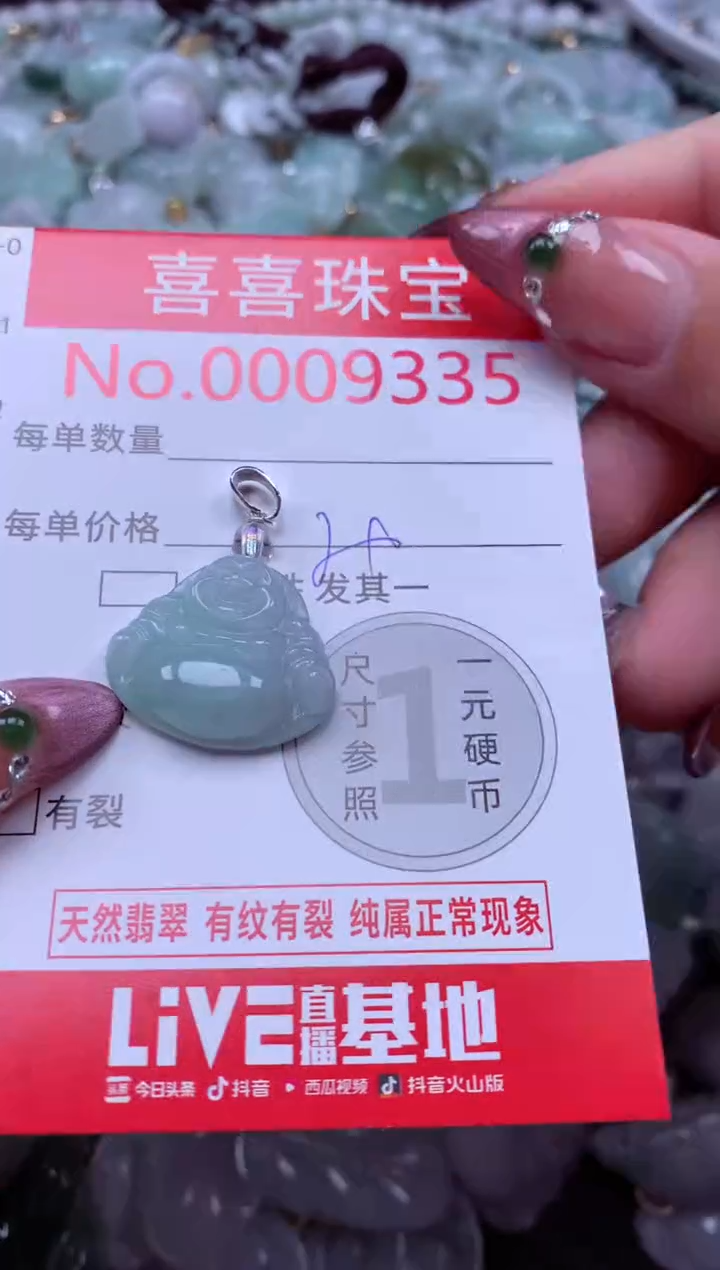 -0
喜喜珠宝
No.0009335
每单数量
每单价格
发其一
尺寸参照
1
一元硬币
有裂
天然翡翠 有纹有裂 纯属正常现象
LiVE直播基地
头条 今日头条 抖音 西瓜视频 抖音火山版